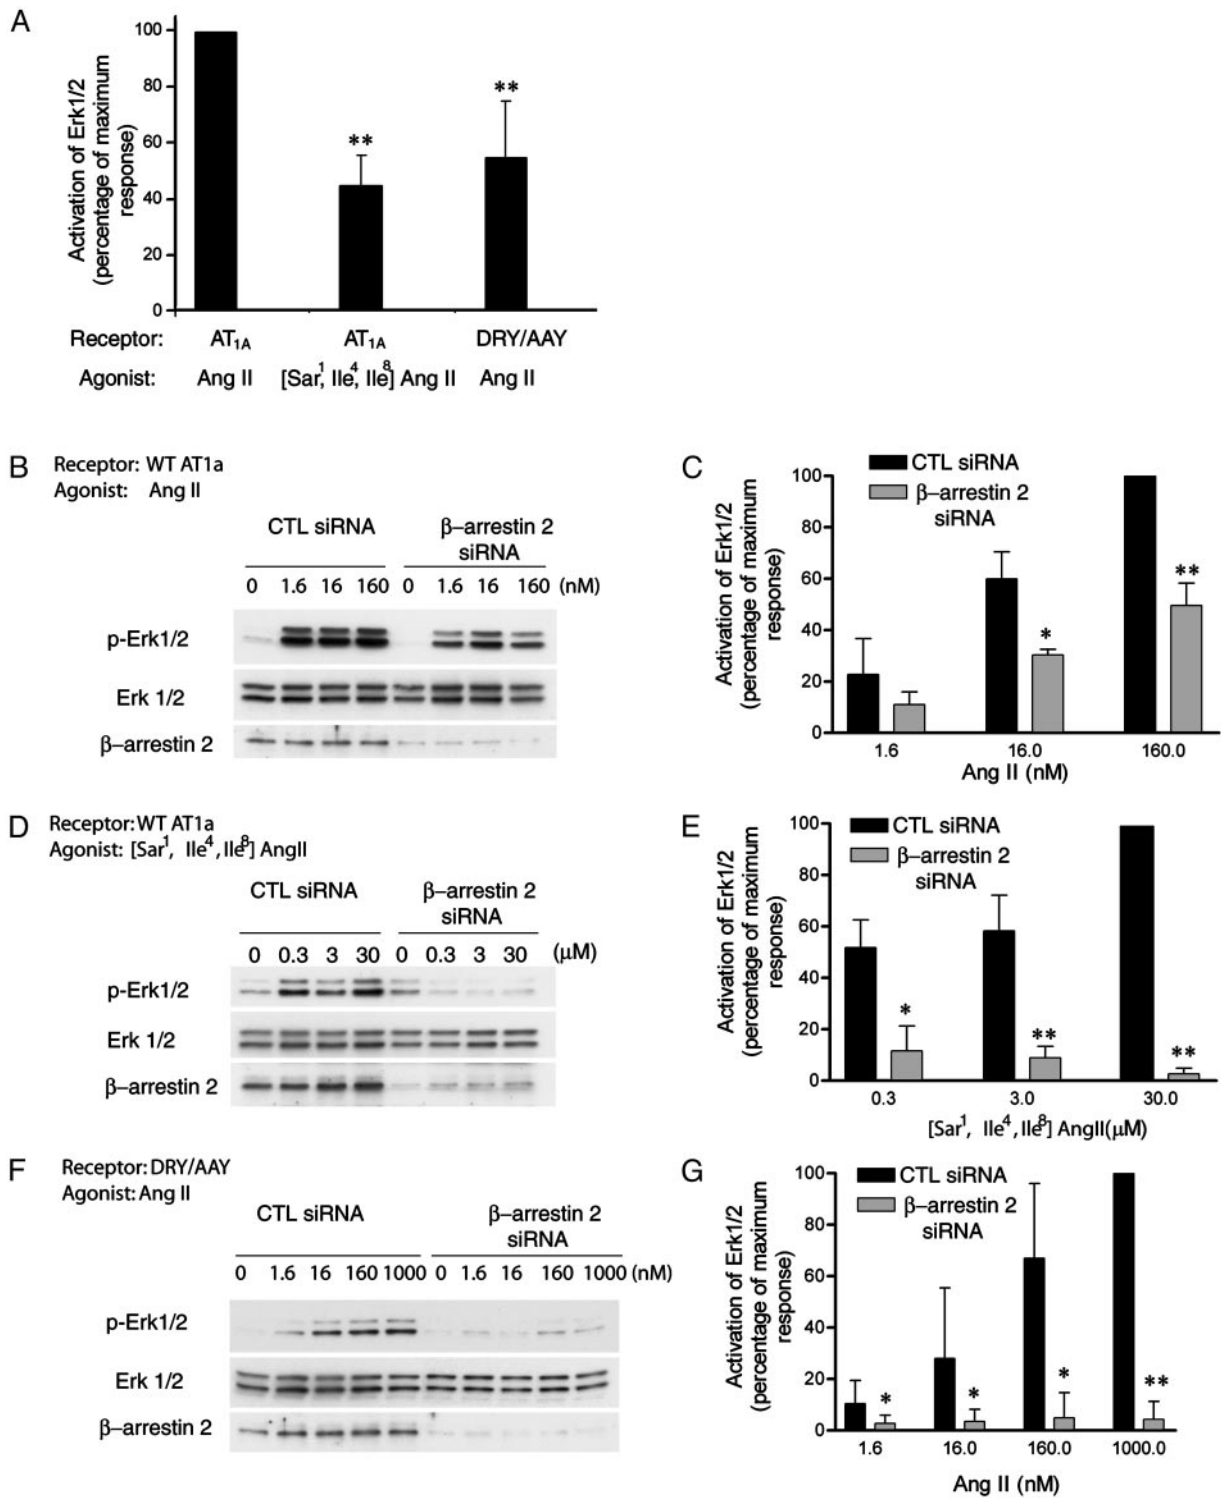 A
Activation of Erk1/2
(percentage of maximum
response)
100
80
60
40
20
0
**
**
Receptor: AT1A AT1A DRY/AAY
Agonist: Ang II [Sar1, Ile4, Ile8] Ang II Ang II
B
Receptor: WT AT1a
Agonist: Ang II
CTL siRNA β–arrestin 2
siRNA
0 1.6 16 160 0 1.6 16 160 (nM)
p-Erk1/2
Erk 1/2
β–arrestin 2
C
CTL siRNA
β–arrestin 2
siRNA
Activation of Erk1/2
(percentage of maximum
response)
100
80
60
40
20
0
*
**
1.6 16.0 160.0
Ang II (nM)
D
Receptor: WT AT1a
Agonist: [Sar1, Ile4, Ile8] AngII
CTL siRNA β–arrestin 2
siRNA
0 0.3 3 30 0 0.3 3 30 (μM)
p-Erk1/2
Erk 1/2
β–arrestin 2
E
CTL siRNA
β–arrestin 2
siRNA
Activation of Erk1/2
(percentage of maximum
response)
100
80
60
40
20
0
*
**
**
0.3 3.0 30.0
[Sar1, Ile4, Ile8] AngII(μM)
F
Receptor: DRY/AAY
Agonist: Ang II
CTL siRNA β–arrestin 2
siRNA
0 1.6 16 160 1000 0 1.6 16 160 1000 (nM)
p-Erk1/2
Erk 1/2
β–arrestin 2
G
CTL siRNA
β–arrestin 2
siRNA
Activation of Erk1/2
(percentage of maximum
response)
100
80
60
40
20
0
*
*
*
**
1.6 16.0 160.0 1000.0
Ang II (nM)